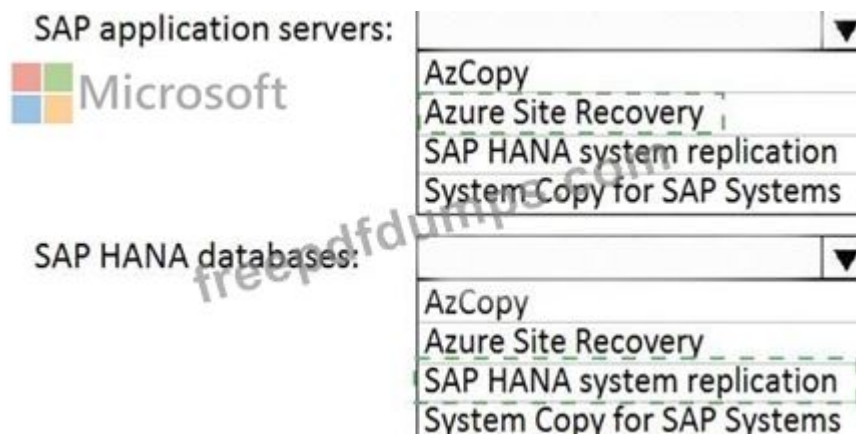 SAP application servers:
AzCopy
Microsoft
Azure Site Recovery
SAP HANA system replication
System Copy for SAP Systems
freepdfdumps.com
SAP HANA databases:
AzCopy
Azure Site Recovery
SAP HANA system replication
System Copy for SAP Systems